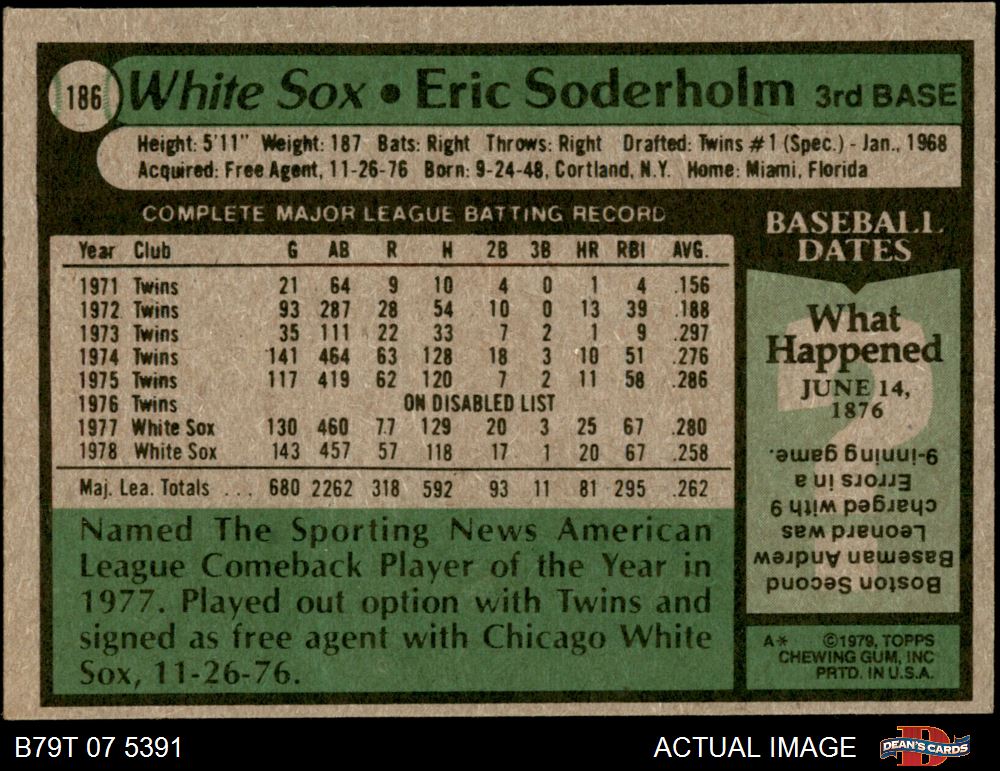 186 White Sox • Eric Soderholm 3rd BASE
Height: 5'11" Weight: 187 Bats: Right Throws: Right Drafted: Twins #1 (Spec.) - Jan., 1968
Acquired: Free Agent, 11-26-76 Born: 9-24-48, Cortland, N.Y. Home: Miami, Florida
COMPLETE MAJOR LEAGUE BATTING RECORD
Year Club G AB R H 2B 3B HR RBI AVG.
1971 Twins 21 64 9 10 4 0 1 4 .156
1972 Twins 93 287 28 54 10 0 13 39 .188
1973 Twins 35 111 22 33 7 2 1 9 .297
1974 Twins 141 464 63 128 18 3 10 51 .276
1975 Twins 117 419 62 120 7 2 11 58 .286
1976 Twins ON DISABLED LIST
1977 White Sox 130 460 77 129 20 3 25 67 .280
1978 White Sox 143 457 57 118 17 1 20 67 .258
Maj. Lea. Totals ... 680 2262 318 592 93 11 81 295 .262
Named The Sporting News American
League Comeback Player of the Year in
1977. Played out option with Twins and
signed as free agent with Chicago White
Sox, 11-26-76.
BASEBALL
DATES
What
Happened
JUNE 14,
1876
Boston Second
Baseman Andrew
Leonard was
charged with 9
Errors in a
9-inning game.
A* ©1979, TOPPS
CHEWING GUM, INC
PRTD. IN U.S.A.
B79T 07 5391 ACTUAL IMAGE DEAN'S CARDS